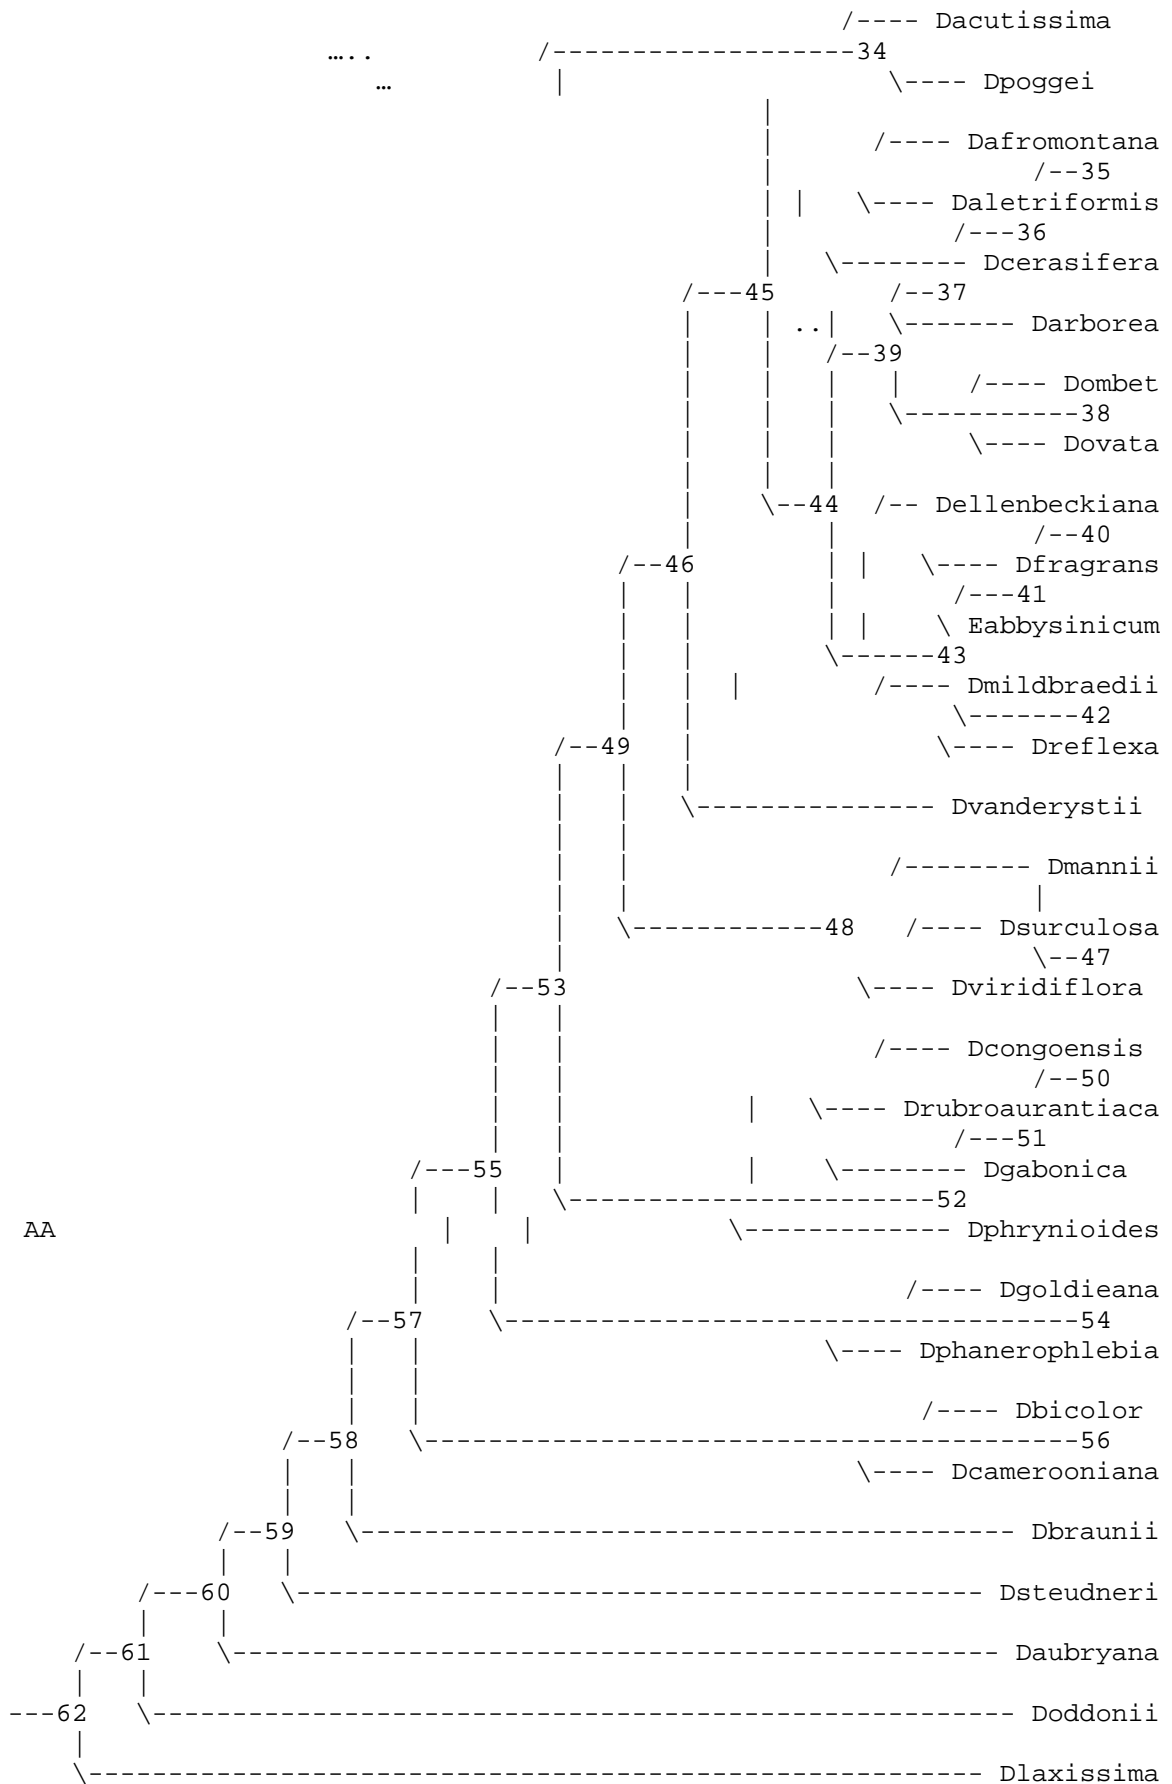 /---- Dacutissima
….. /-------------------34
… | \---- Dpoggei
|
| /---- Dafromontana
| /--35
| | \---- Daletriformis
| /---36
| \-------- Dcerasifera
/---45 /--37
| | ..| \------- Darborea
| | /--39
| | | | /---- Dombet
| | | \-----------38
| | | \---- Dovata
| | |
| \--44 /-- Dellenbeckiana
| | /--40
/--46 | | \---- Dfragrans
| | | /---41
| | | | \ Eabbysinicum
| | \------43
| | | /---- Dmildbraedii
| | \-------42
/--49 | \---- Dreflexa
| | |
| | \--------------- Dvanderystii
| |
| | /-------- Dmannii
| | |
| \------------48 /---- Dsurculosa
| \--47
/--53 \---- Dviridiflora
| |
| | /---- Dcongoensis
| | /--50
| | | \---- Drubroaurantiaca
| | /---51
/---55 | | \-------- Dgabonica
| | \-----------------------52
AA | | \------------- Dphrynioides
| |
| | /---- Dgoldieana
/--57 \------------------------------------54
| | \---- Dphanerophlebia
| |
| | /---- Dbicolor
/--58 \-----------------------------------------56
| | \---- Dcamerooniana
| |
/--59 \----------------------------------------- Dbraunii
| |
/---60 \------------------------------------------- Dsteudneri
| |
/--61 \------------------------------------------------ Daubryana
| |
---62 \------------------------------------------------------ Doddonii
|
\--------------------------------------------------------- Dlaxissima